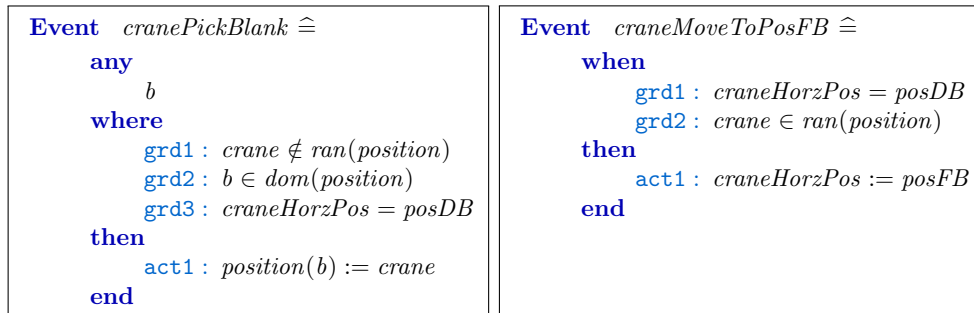 Event cranePickBlank ≙
any
b
where
grd1 : crane ∉ ran(position)
grd2 : b ∈ dom(position)
grd3 : craneHorzPos = posDB
then
act1 : position(b) := crane
end
Event craneMoveToPosFB ≙
when
grd1 : craneHorzPos = posDB
grd2 : crane ∈ ran(position)
then
act1 : craneHorzPos := posFB
end